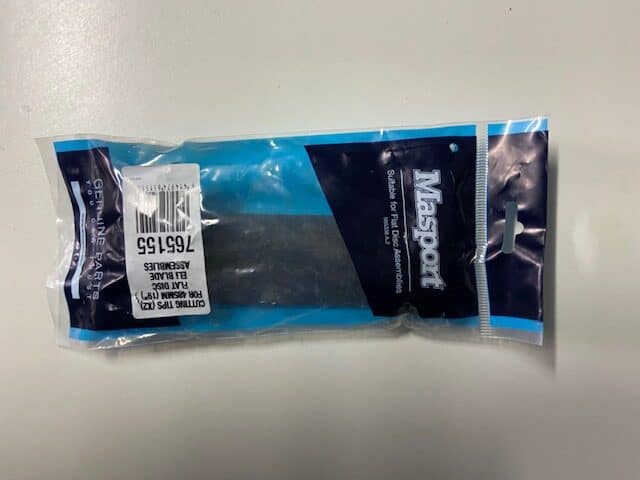 Masport
Suitable for Flat Disc Assemblies
765155
CUTTING TIPS (X2)
FOR 485MM (19")
FLAT DISC
ELII BLADE
ASSEMBLIES
GENUINE PARTS